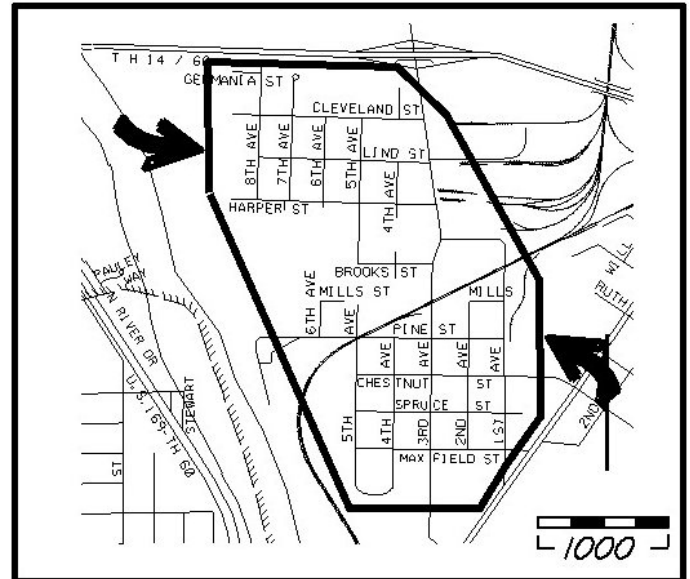 T H 14 / 60
GERMANIA ST
CLEVELAND ST
LIND ST
8TH AVE
7TH AVE
6TH AVE
5TH AVE
4TH AVE
HARPER ST
BROOKS ST
6TH AVE
MILLS ST
MILLS
PAULEY
WAY
N RIVER DR
U.S.169-TH 60
STEWART
ST
WILL
RUTH
PINE ST
CHESTNUT ST
SPRUCE ST
5TH AVE
4TH AVE
3RD AVE
2ND AVE
1ST AVE
2ND
MAX FIELD ST
1000